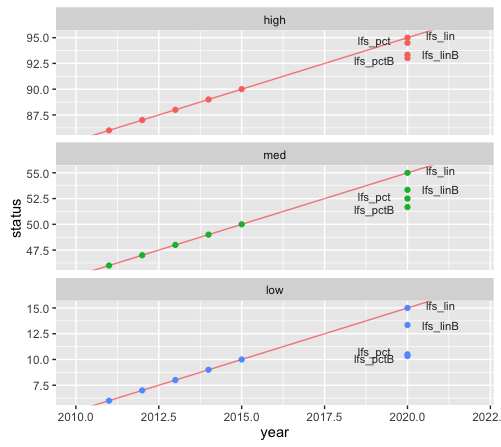 high
95.0
92.5
90.0
87.5
lfs_pct
lfs_lin
lfs_pctB
lfs_linB
med
55.0
52.5
50.0
47.5
lfs_lin
lfs_linB
lfs_pct
lfs_pctB
status
low
15.0
12.5
10.0
7.5
lfs_lin
lfs_linB
lfs_pct
lfs_pctB
2010.0 2012.5 2015.0 2017.5 2020.0 2022.
year